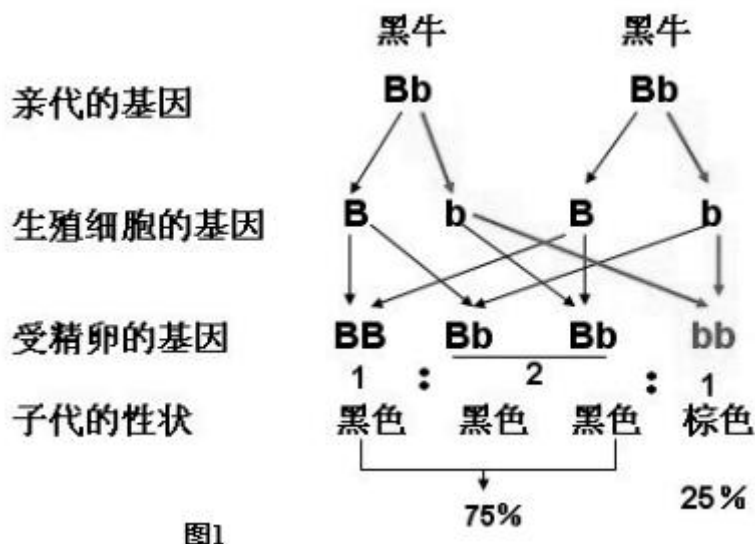 黑牛 黑牛
亲代的基因 Bb Bb
生殖细胞的基因 B b B b
受精卵的基因 BB Bb Bb bb
1 : 2 : 1
子代的性状 黑色 黑色 黑色 棕色
75% 25%
图1